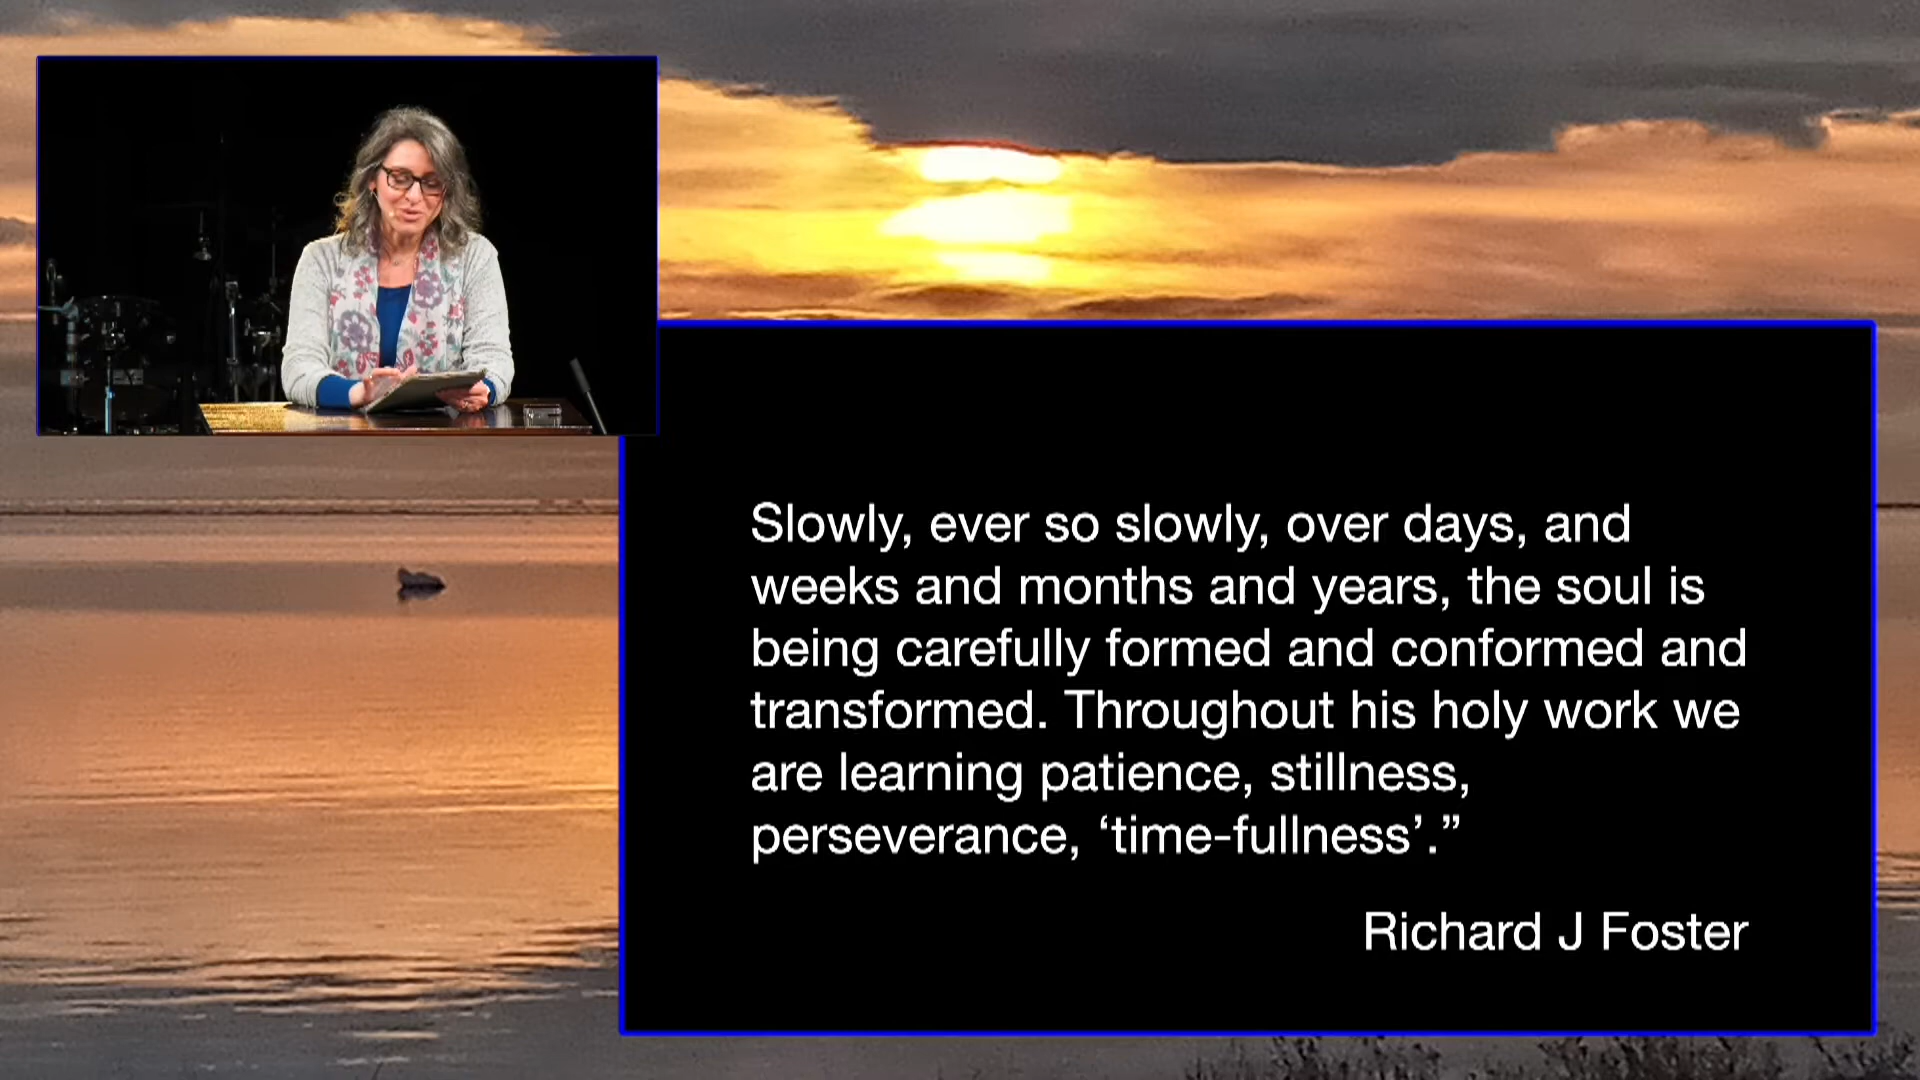 Slowly, ever so slowly, over days, and
weeks and months and years, the soul is
being carefully formed and conformed and
transformed. Throughout his holy work we
are learning patience, stillness,
perseverance, ‘time-fullness’.”
Richard J Foster